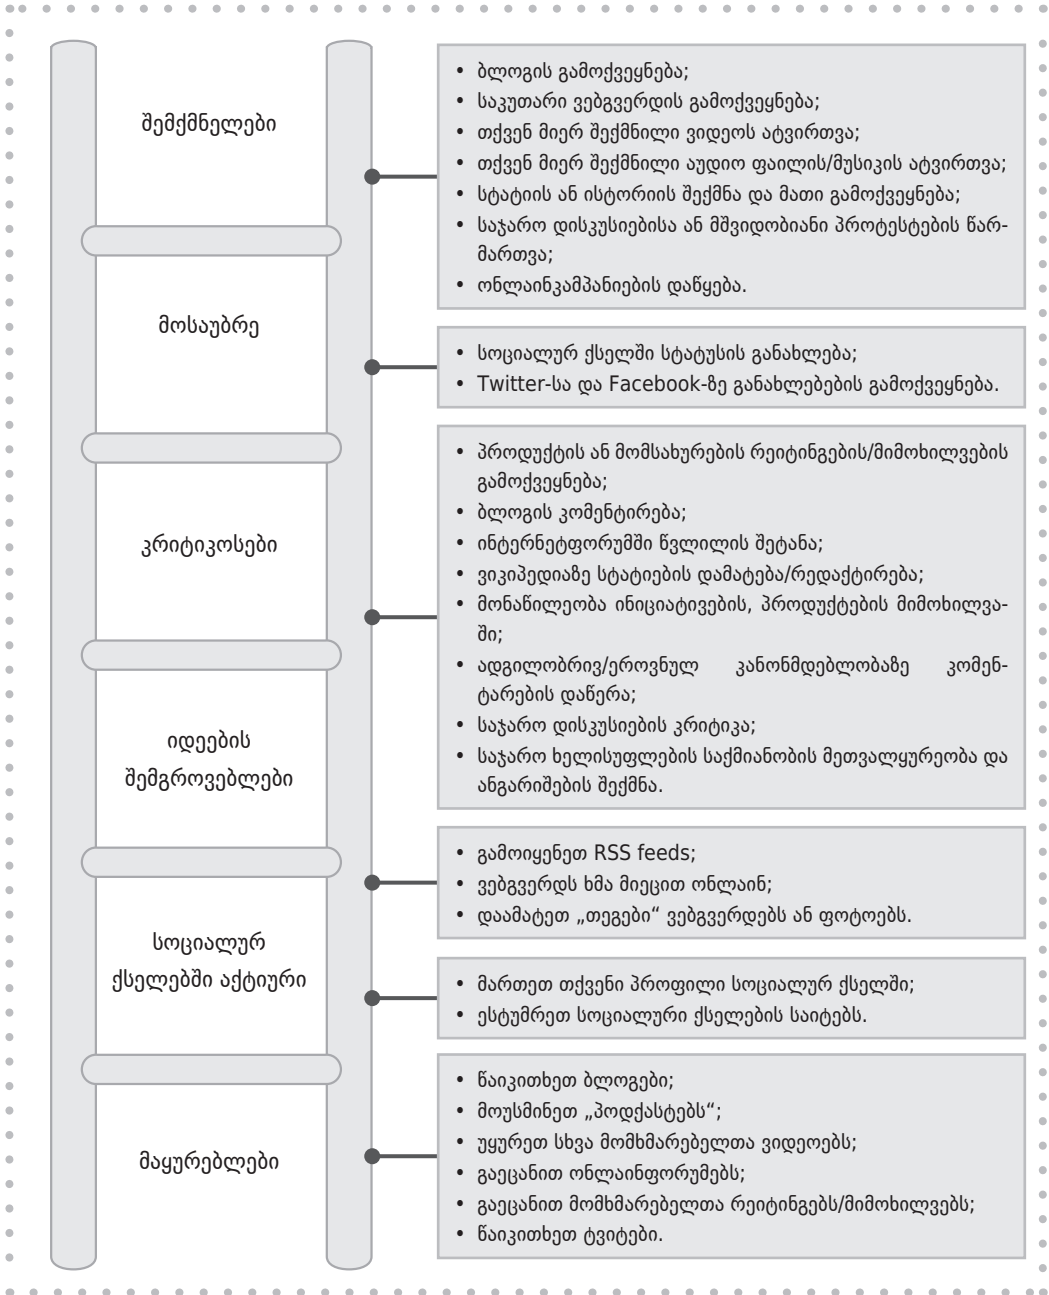 შემქმნელები
• ბლოგის გამოქვეყნება;
• საკუთარი ვებგვერდის გამოქვეყნება;
• თქვენ მიერ შექმნილი ვიდეოს ატვირთვა;
• თქვენ მიერ შექმნილი აუდიო ფაილის/მუსიკის ატვირთვა;
• სტატიის ან ისტორიის შექმნა და მათი გამოქვეყნება;
• საჯარო დისკუსიებისა ან მშვიდობიანი პროტესტების წარ-
მართვა;
• ონლაინკამპანიების დაწყება.
მოსაუბრე
• სოციალურ ქსელში სტატუსის განახლება;
• Twitter-სა და Facebook-ზე განახლებების გამოქვეყნება.
კრიტიკოსები
• პროდუქტის ან მომსახურების რეიტინგების/მიმოხილვების
გამოქვეყნება;
• ბლოგის კომენტირება;
• ინტერნეტფორუმში წვლილის შეტანა;
• ვიკიპედიაზე სტატიების დამატება/რედაქტირება;
• მონაწილეობა ინიციატივების, პროდუქტების მიმოხილვა-
ში;
• ადგილობრივ/ეროვნულ კანონმდებლობაზე კომენ-
ტარების დაწერა;
• საჯარო დისკუსიების კრიტიკა;
• საჯარო ხელისუფლების საქმიანობის მეთვალყურეობა და
ანგარიშების შექმნა.
იდეების
შემგროვებლები
• გამოიყენეთ RSS feeds;
• ვებგვერდს ხმა მიეცით ონლაინ;
• დაამატეთ „თეგები“ ვებგვერდებს ან ფოტოებს.
სოციალურ
ქსელებში აქტიური
• მართეთ თქვენი პროფილი სოციალურ ქსელში;
• ესტუმრეთ სოციალური ქსელების საიტებს.
მაყურებლები
• წაიკითხეთ ბლოგები;
• მოუსმინეთ „პოდქასტებს“;
• უყურეთ სხვა მომხმარებელთა ვიდეოებს;
• გაეცანით ონლაინფორუმებს;
• გაეცანით მომხმარებელთა რეიტინგებს/მიმოხილვებს;
• წაიკითხეთ ტვიტები.